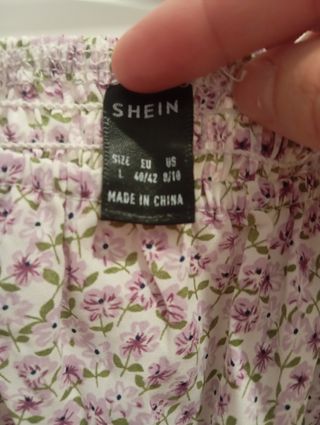 SHEIN
SIZE EU US
L 40/42 8/10
MADE IN CHINA